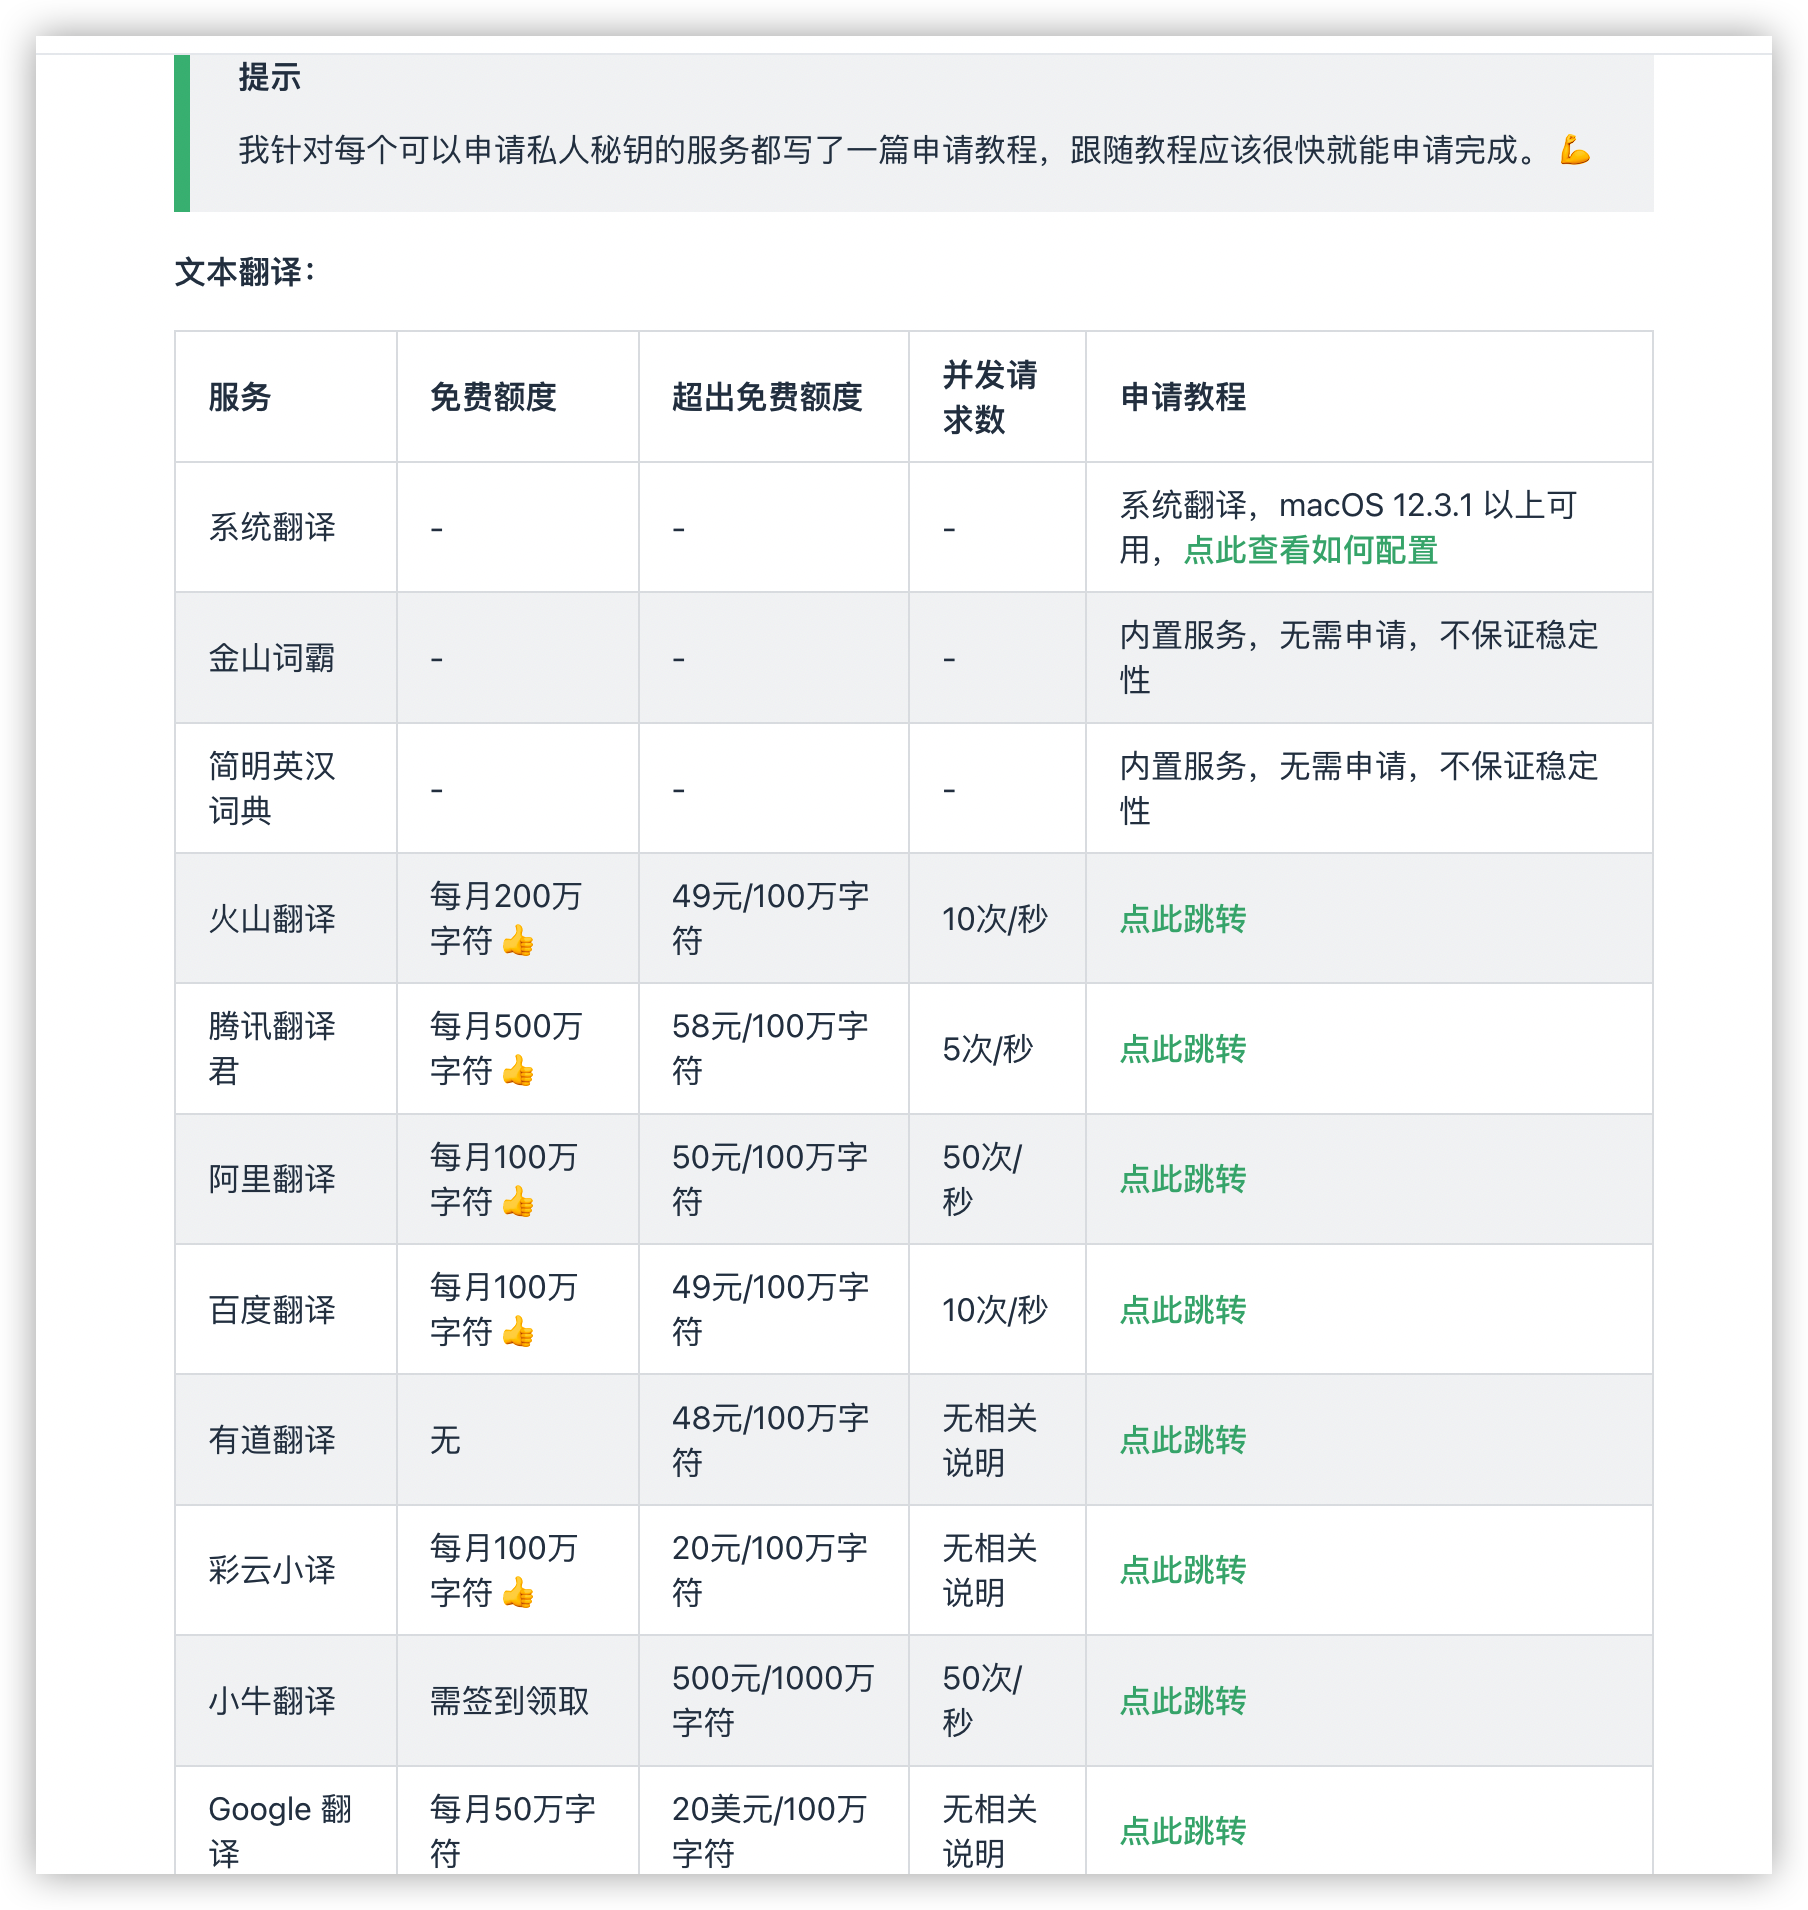 提示
我针对每个可以申请私人秘钥的服务都写了一篇申请教程，跟随教程应该很快就能申请完成。 💪
文本翻译：
服务
免费额度
超出免费额度
并发请
求数
申请教程
系统翻译
-
-
-
系统翻译，macOS 12.3.1 以上可
用，点此查看如何配置
金山词霸
-
-
-
内置服务，无需申请，不保证稳定
性
简明英汉
词典
-
-
-
内置服务，无需申请，不保证稳定
性
火山翻译
每月200万
字符 👍
49元/100万字
符
10次/秒
点此跳转
腾讯翻译
君
每月500万
字符 👍
58元/100万字
符
5次/秒
点此跳转
阿里翻译
每月100万
字符 👍
50元/100万字
符
50次/
秒
点此跳转
百度翻译
每月100万
字符 👍
49元/100万字
符
10次/秒
点此跳转
有道翻译
无
48元/100万字
符
无相关
说明
点此跳转
彩云小译
每月100万
字符 👍
20元/100万字
符
无相关
说明
点此跳转
小牛翻译
需签到领取
500元/1000万
字符
50次/
秒
点此跳转
Google 翻
译
每月50万字
符
20美元/100万
字符
无相关
说明
点此跳转